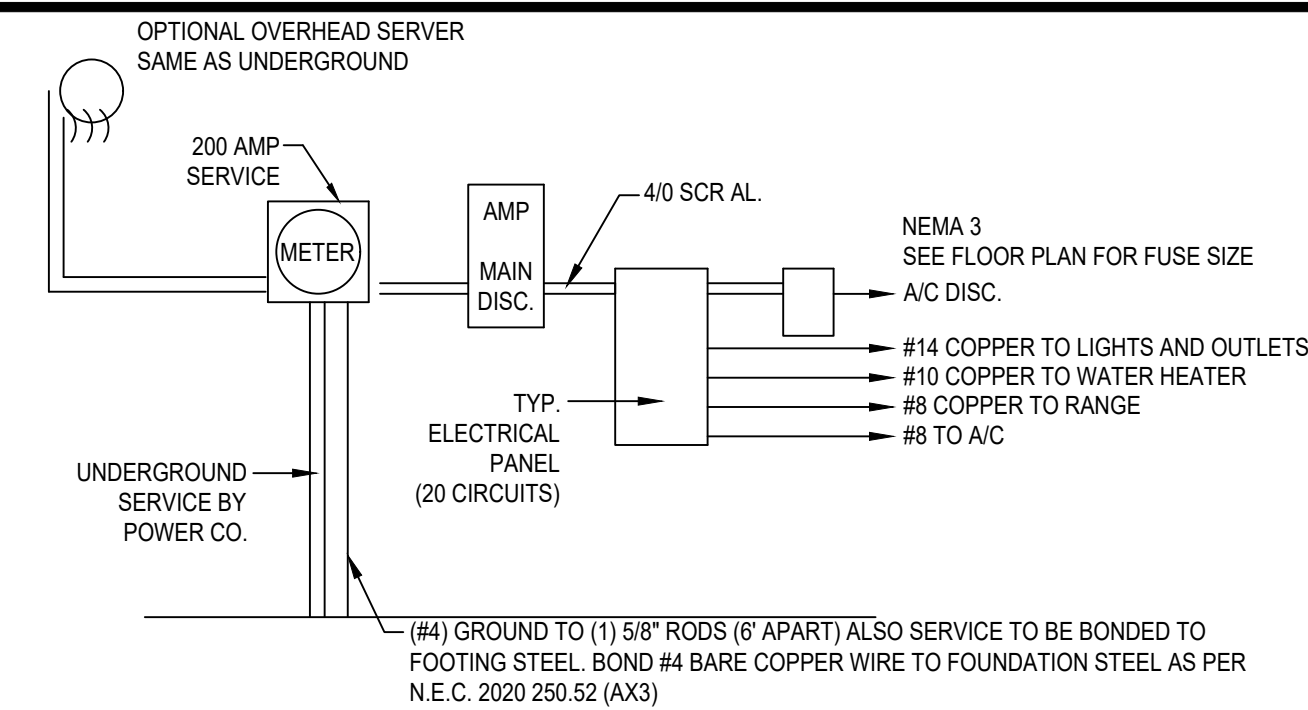 OPTIONAL OVERHEAD SERVER
SAME AS UNDERGROUND
200 AMP
SERVICE
METER
AMP
MAIN
DISC.
4/0 SCR AL.
NEMA 3
SEE FLOOR PLAN FOR FUSE SIZE
A/C DISC.
#14 COPPER TO LIGHTS AND OUTLETS
#10 COPPER TO WATER HEATER
#8 COPPER TO RANGE
#8 TO A/C
TYP.
ELECTRICAL
PANEL
(20 CIRCUITS)
UNDERGROUND
SERVICE BY
POWER CO.
(#4) GROUND TO (1) 5/8" RODS (6' APART) ALSO SERVICE TO BE BONDED TO
FOOTING STEEL. BOND #4 BARE COPPER WIRE TO FOUNDATION STEEL AS PER
N.E.C. 2020 250.52 (AX3)